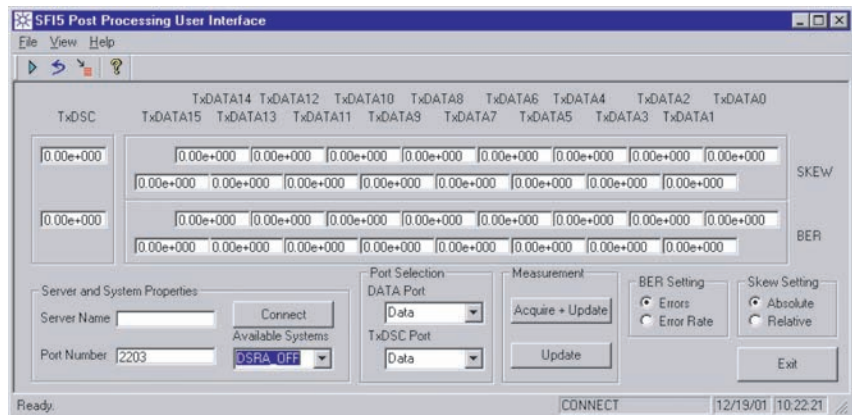 SFI5 Post Processing User Interface
File View Help
TxDATA14 TxDATA12 TxDATA10 TxDATA8 TxDATA6 TxDATA4 TxDATA2 TxDATA0
TxDSC TxDATA15 TxDATA13 TxDATA11 TxDATA9 TxDATA7 TxDATA5 TxDATA3 TxDATA1
0.00e+000 0.00e+000 0.00e+000 0.00e+000 0.00e+000 0.00e+000 0.00e+000 0.00e+000 0.00e+000
SKEW
0.00e+000 0.00e+000 0.00e+000 0.00e+000 0.00e+000 0.00e+000 0.00e+000 0.00e+000
0.00e+000 0.00e+000 0.00e+000 0.00e+000 0.00e+000 0.00e+000 0.00e+000 0.00e+000 0.00e+000
BER
0.00e+000 0.00e+000 0.00e+000 0.00e+000 0.00e+000 0.00e+000 0.00e+000 0.00e+000
Server and System Properties
Server Name
Connect
Available Systems
Port Number 2203
DSRA_OFF
Port Selection
DATA Port
Data
TxDSC Port
Data
Measurement
Acquire + Update
Update
BER Setting
Errors
Error Rate
Skew Setting
Absolute
Relative
Exit
Ready. CONNECT 12/19/01 10:22:21